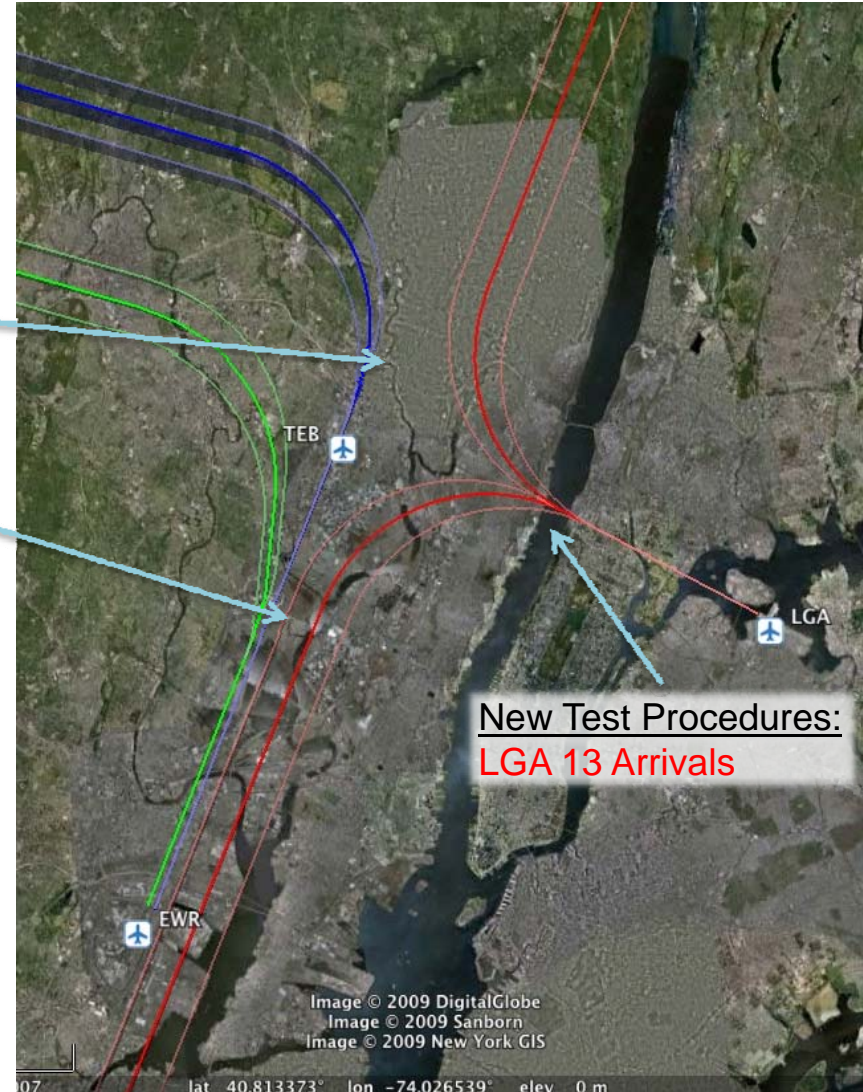 TEB
LGA
New Test Procedures:
LGA 13 Arrivals
EWR
Image © 2009 DigitalGlobe
Image © 2009 Sanborn
Image © 2009 New York GIS
007 lat 40.813373° lon -74.026539° elev 0 m